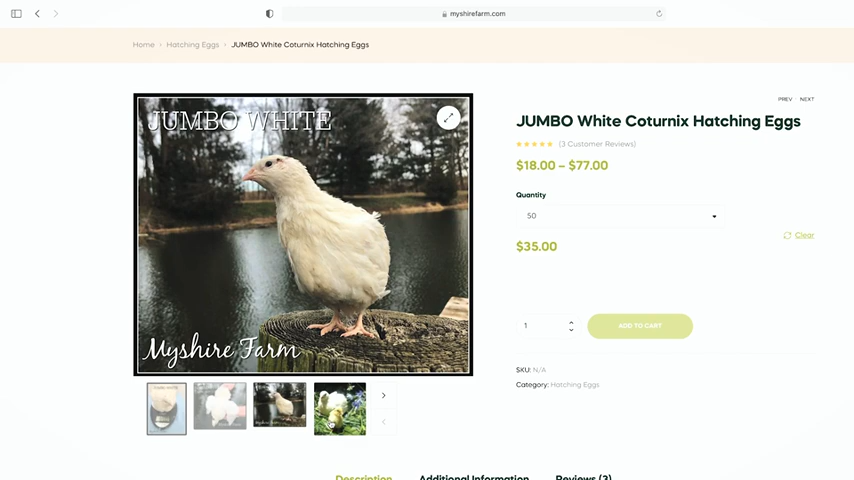 myshirefarm.com
Home › Hatching Eggs › JUMBO White Coturnix Hatching Eggs
PREV NEXT
JUMBO WHITE
Myshire Farm
JUMBO White Coturnix Hatching Eggs
(3 Customer Reviews)
$18.00 – $77.00
Quantity
50
Clear
$35.00
1
ADD TO CART
SKU: N/A
Category: Hatching Eggs
Description Additional Information Reviews (3)